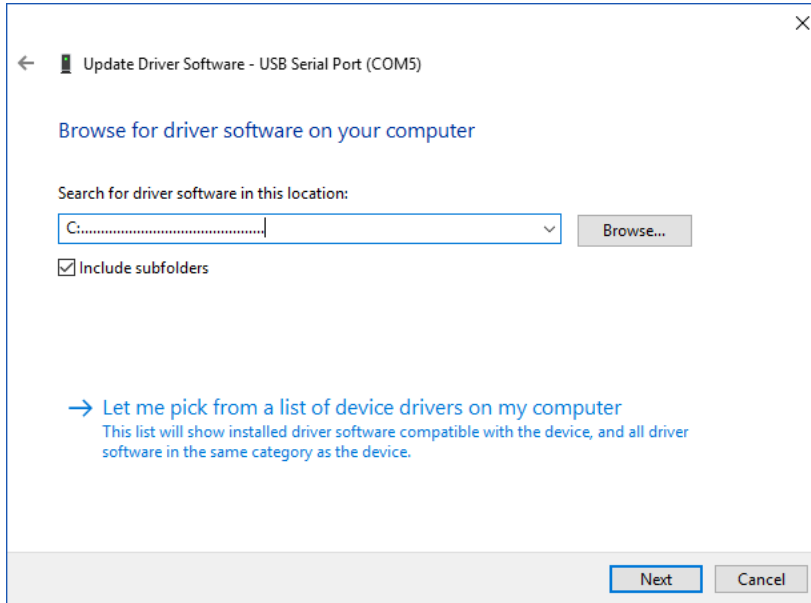 Update Driver Software - USB Serial Port (COM5)
Browse for driver software on your computer
Search for driver software in this location:
C:..............................................
Browse...
Include subfolders
Let me pick from a list of device drivers on my computer
This list will show installed driver software compatible with the device, and all driver
software in the same category as the device.
Next
Cancel